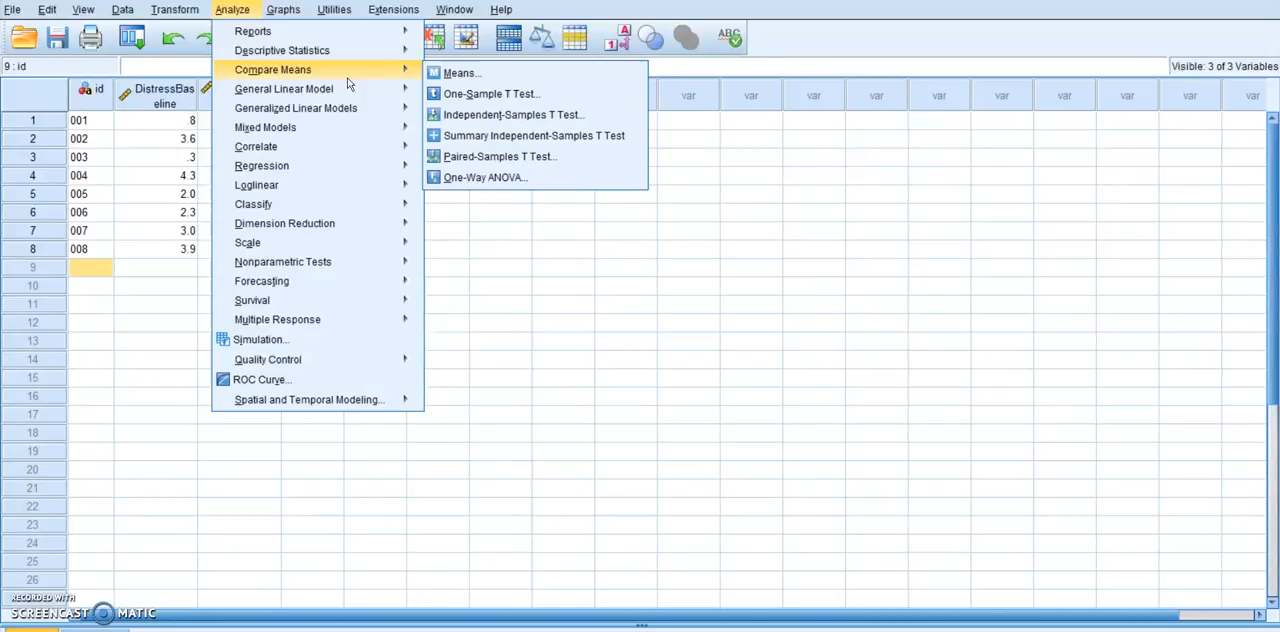 File Edit View Data Transform Analyze Graphs Utilities Extensions Window Help
1 A
ABC
9 : id
Visible: 3 of 3 Variables
id DistressBas
eline
var var var var var var var var var var
1 001 .8
2 002 3.6
3 003 .3
4 004 4.3
5 005 2.0
6 006 2.3
7 007 3.0
8 008 3.9
9
10
11
12
13
14
15
16
17
18
19
20
21
22
23
24
25
26
Reports
Descriptive Statistics
Compare Means
General Linear Model
Generalized Linear Models
Mixed Models
Correlate
Regression
Loglinear
Classify
Dimension Reduction
Scale
Nonparametric Tests
Forecasting
Survival
Multiple Response
Simulation...
Quality Control
ROC Curve...
Spatial and Temporal Modeling...
M Means...
One-Sample T Test...
Independent-Samples T Test...
Summary Independent-Samples T Test
Paired-Samples T Test...
One-Way ANOVA...
RECORDED WITH
SCREENCAST MATIC